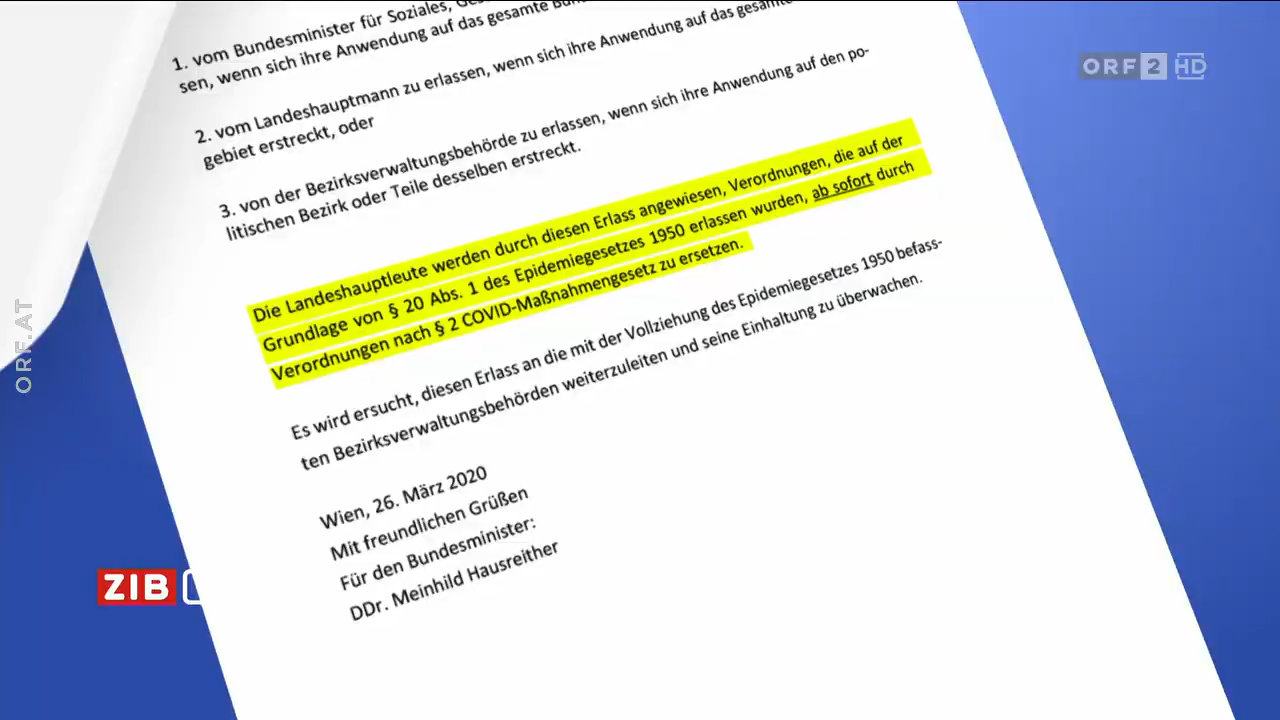 1. vom Bundesminister für Soziales,
sen, wenn sich ihre Anwendung auf das gesamte
2. vom Landeshauptmann zu erlassen, wenn sich ihre Anwendung auf das gesamte
gebiet erstreckt, oder
3. von der Bezirksverwaltungsbehörde zu erlassen, wenn sich ihre Anwendung auf den po-
litischen Bezirk oder Teile desselben erstreckt.
Die Landeshauptleute werden durch diesen Erlass angewiesen, Verordnungen, die auf der
Grundlage von § 20 Abs. 1 des Epidemiegesetzes 1950 erlassen wurden, ab sofort durch
Verordnungen nach § 2 COVID-Maßnahmengesetz zu ersetzen.
Es wird ersucht, diesen Erlass an die mit der Vollziehung des Epidemiegesetzes 1950 befass-
ten Bezirksverwaltungsbehörden weiterzuleiten und seine Einhaltung zu überwachen.
Wien, 26. März 2020
Mit freundlichen Grüßen
Für den Bundesminister:
DDr. Meinhild Hausreither
ORF 2 HD
ORF.AT
ZIB